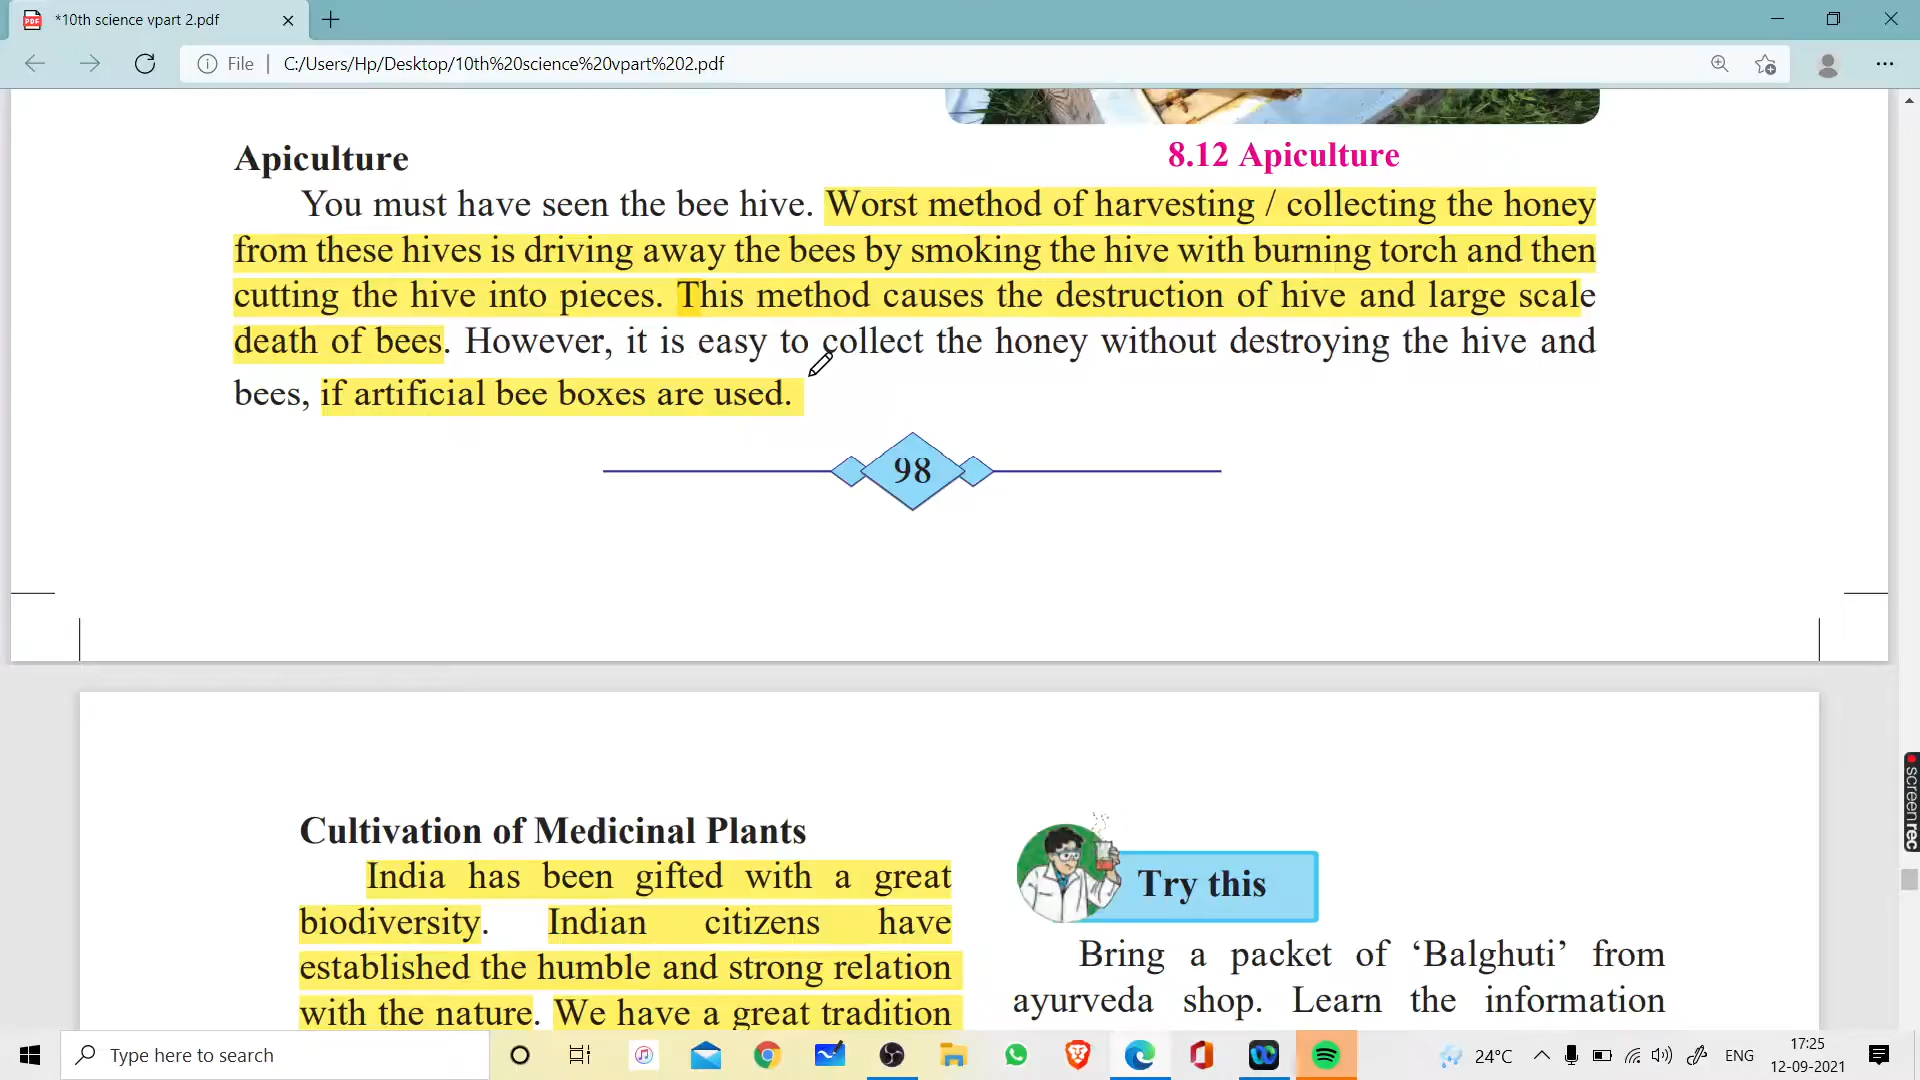 *10th science vpart 2.pdf
File
C:/Users/Hp/Desktop/10th%20science%20vpart%202.pdf
8.12 Apiculture
Apiculture
You must have seen the bee hive. Worst method of harvesting / collecting the honey
from these hives is driving away the bees by smoking the hive with burning torch and then
cutting the hive into pieces. This method causes the destruction of hive and large scale
death of bees. However, it is easy to collect the honey without destroying the hive and
bees, if artificial bee boxes are used.
98
Cultivation of Medicinal Plants
India has been gifted with a great
biodiversity. Indian citizens have
established the humble and strong relation
with the nature. We have a great tradition
Try this
Bring a packet of ‘Balghuti’ from
ayurveda shop. Learn the information
screenrec
Type here to search
24°C
ENG
17:25
12-09-2021